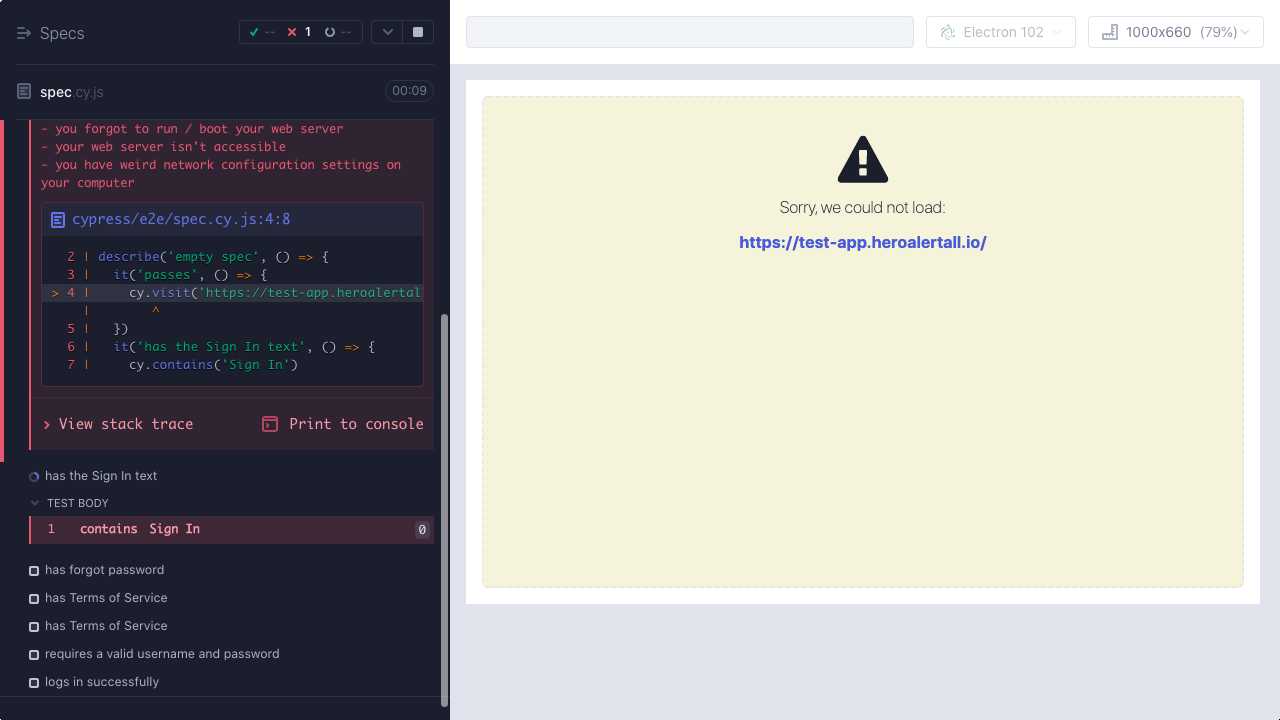 Specs
-- 1 --
spec.cy.js
00:09
- you forgot to run / boot your web server
- your web server isn't accessible
- you have weird network configuration settings on
your computer
cypress/e2e/spec.cy.js:4:8
2 | describe('empty spec', () => {
3 |   it('passes', () => {
> 4 |     cy.visit('https://test-app.heroalertal
|        ^
5 |   })
6 |   it('has the Sign In text', () => {
7 |     cy.contains('Sign In')
View stack trace
Print to console
has the Sign In text
TEST BODY
1 contains Sign In 0
has forgot password
has Terms of Service
has Terms of Service
requires a valid username and password
logs in successfully
Electron 102
1000x660 (79%)
Sorry, we could not load:
https://test-app.heroalertall.io/